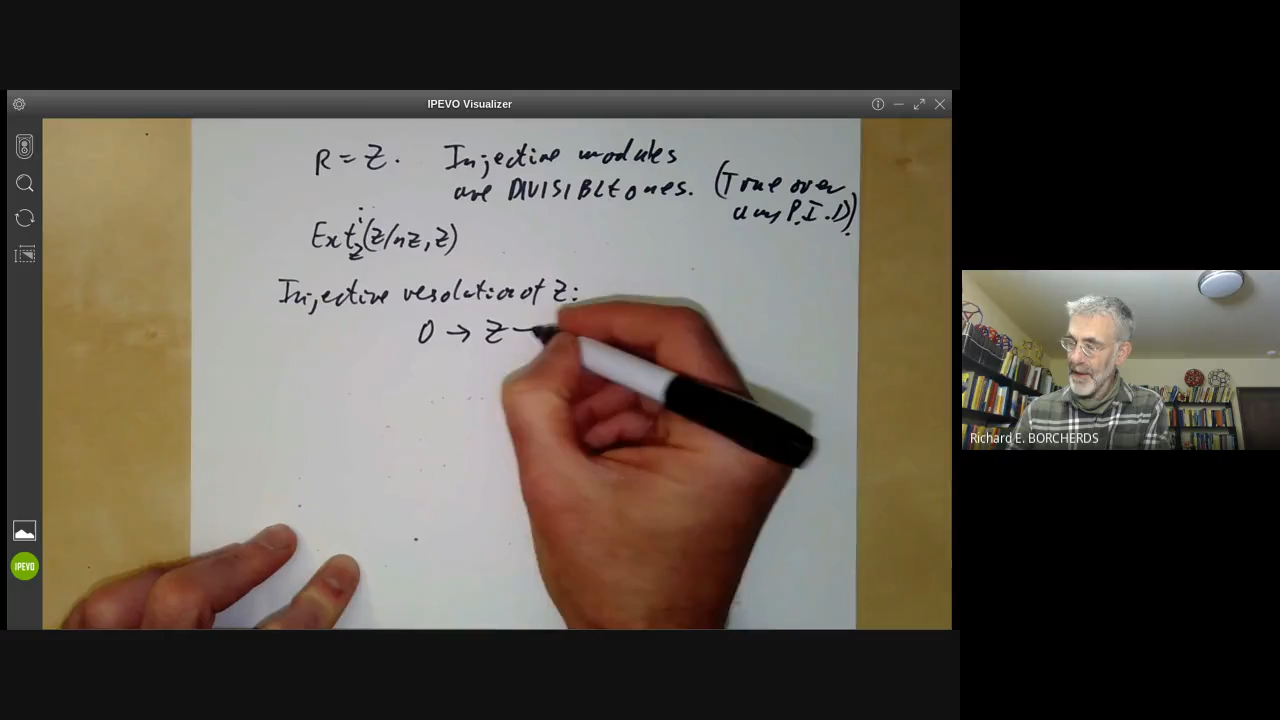 IPEVO Visualizer
R = Z. Injective modules
are DIVISIBLE ones. (True over
any P.I.D)
Ext^i_Z(Z/nZ, Z)
Injective resolution of Z:
0 → Z →
Richard E. BORCHERDS
IPEVO